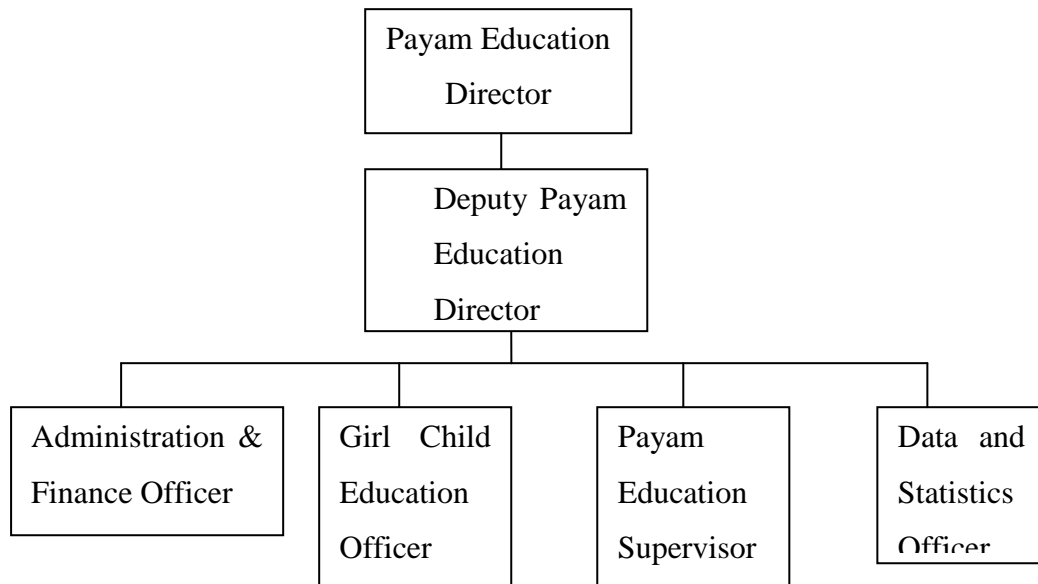 Payam Education
Director
Deputy Payam
Education
Director
Administration &
Finance Officer
Girl Child
Education
Officer
Payam
Education
Supervisor
Data and
Statistics
Officer